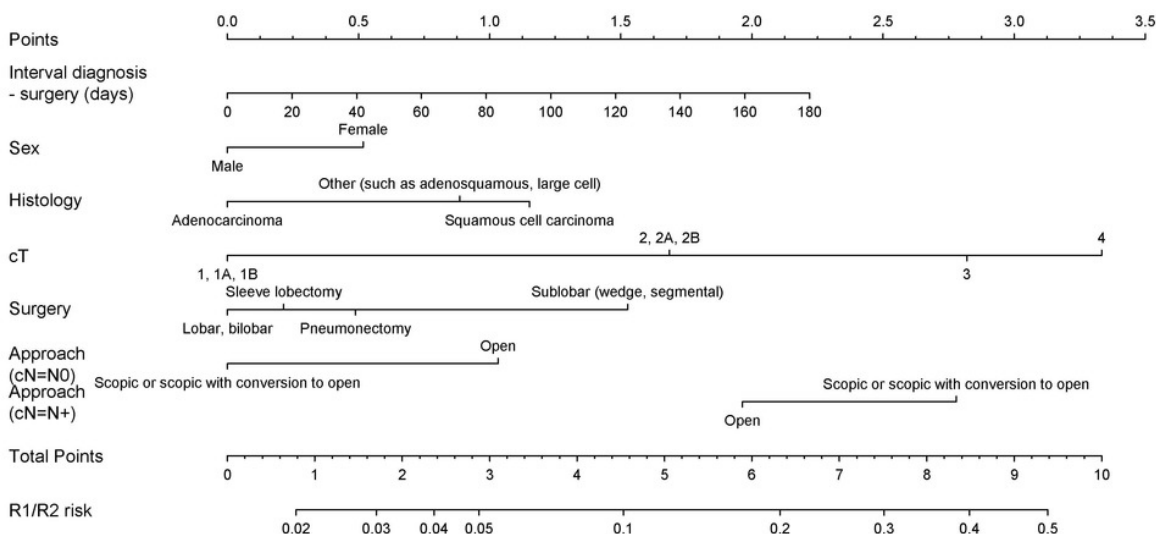 Points
0.0 0.5 1.0 1.5 2.0 2.5 3.0 3.5
Interval diagnosis
- surgery (days)
0 20 40 60 80 100 120 140 160 180
Sex
Female
Male
Histology
Other (such as adenosquamous, large cell)
Adenocarcinoma Squamous cell carcinoma
cT
2, 2A, 2B 4
1, 1A, 1B 3
Surgery
Sleeve lobectomy Sublobar (wedge, segmental)
Lobar, bilobar Pneumonectomy
Approach
(cN=N0)
Open
Scopic or scopic with conversion to open
Approach
(cN=N+)
Scopic or scopic with conversion to open
Open
Total Points
0 1 2 3 4 5 6 7 8 9 10
R1/R2 risk
0.02 0.03 0.04 0.05 0.1 0.2 0.3 0.4 0.5